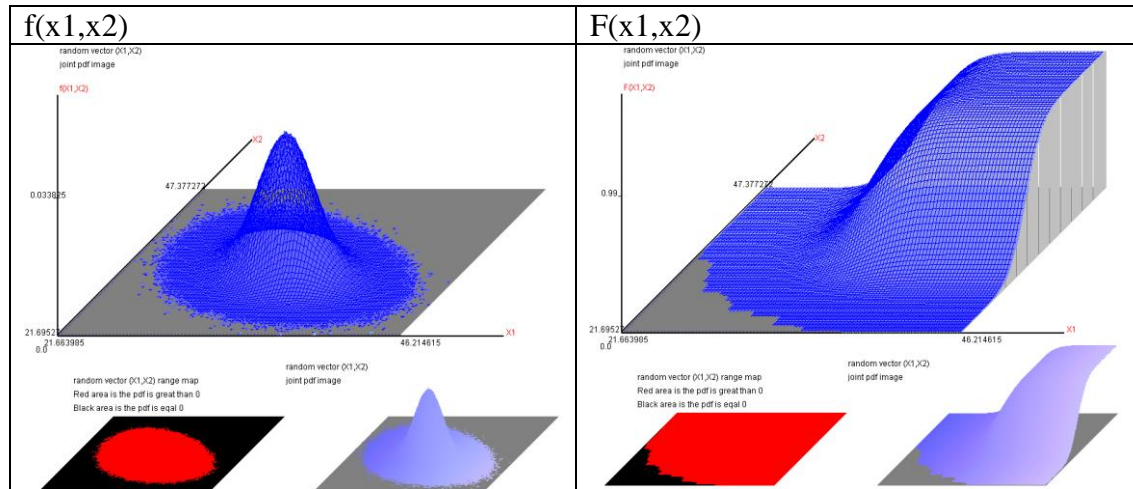 f(x1,x2)
random vector (X1,X2)
joint pdf image
f(X1,X2)
X2
47.377273
0.033825
21.69527
21.663985
0.0
46.214615
X1
random vector (X1,X2) range map
Red area is the pdf is great than 0
Black area is the pdf is eqal 0
random vector (X1,X2)
joint pdf image
F(x1,x2)
random vector (X1,X2)
joint pdf image
F(X1,X2)
X2
47.377273
0.99
21.69527
21.663985
0.0
46.214615
X1
random vector (X1,X2) range map
Red area is the pdf is great than 0
Black area is the pdf is eqal 0
random vector (X1,X2)
joint pdf image